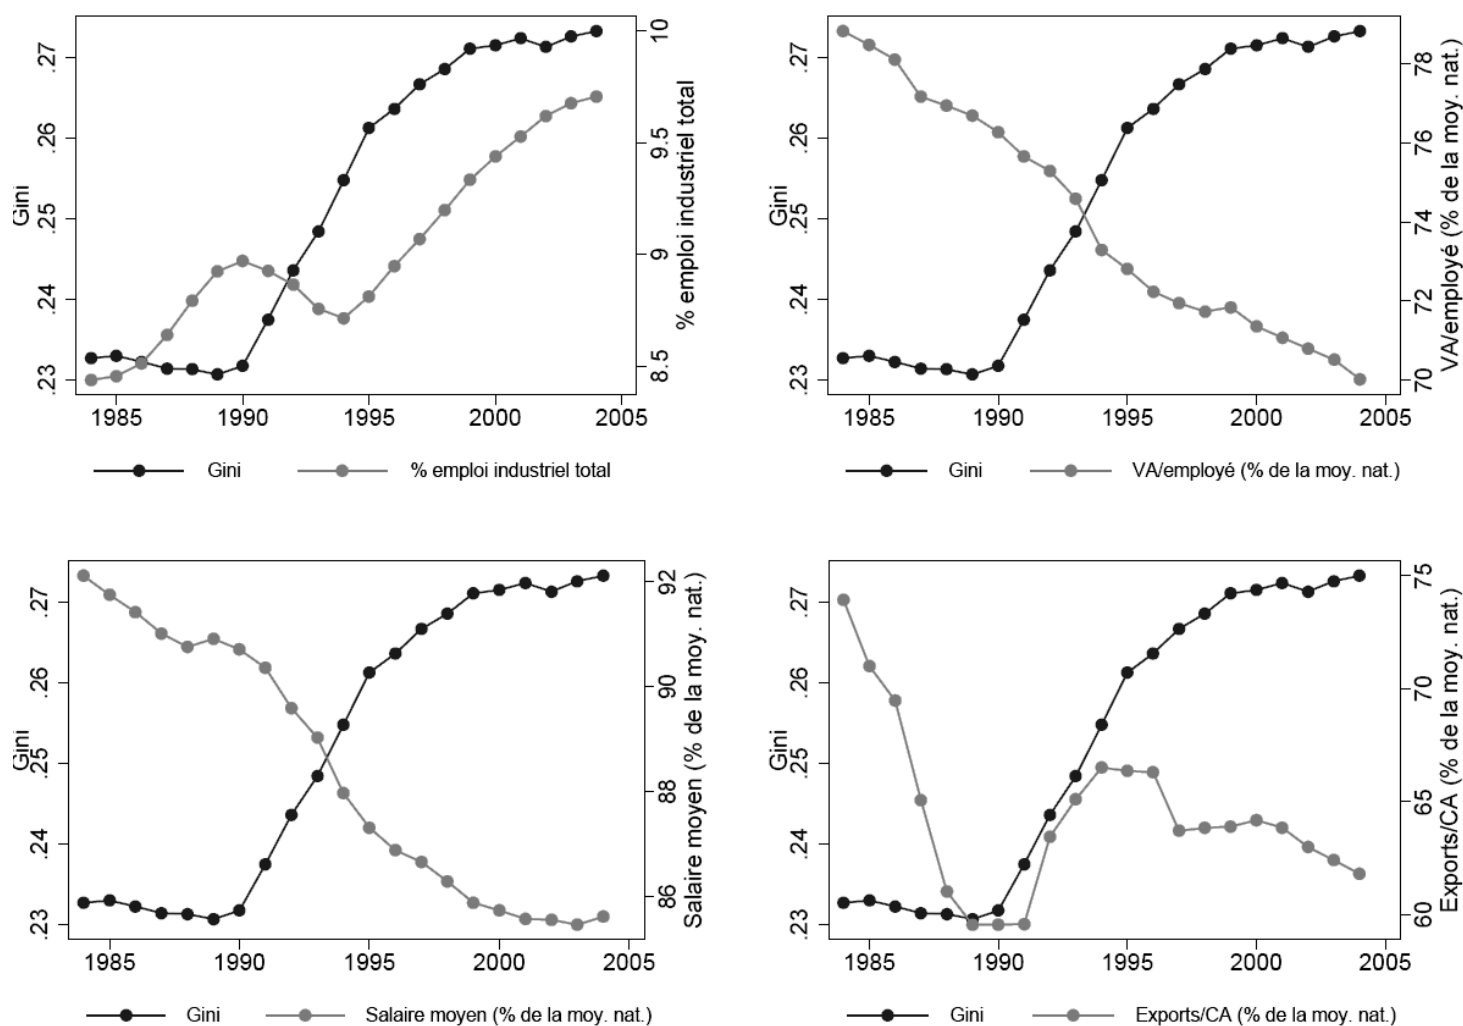 Gini
.23 .24 .25 .26 .27
8.5 9 9.5 10
% emploi industriel total
1985 1990 1995 2000 2005
Gini % emploi industriel total
Gini
.23 .24 .25 .26 .27
70 72 74 76 78
VA/employé (% de la moy. nat.)
1985 1990 1995 2000 2005
Gini VA/employé (% de la moy. nat.)
Gini
.23 .24 .25 .26 .27
86 88 90 92
Salaire moyen (% de la moy. nat.)
1985 1990 1995 2000 2005
Gini Salaire moyen (% de la moy. nat.)
Gini
.23 .24 .25 .26 .27
60 65 70 75
Exports/CA (% de la moy. nat.)
1985 1990 1995 2000 2005
Gini Exports/CA (% de la moy. nat.)